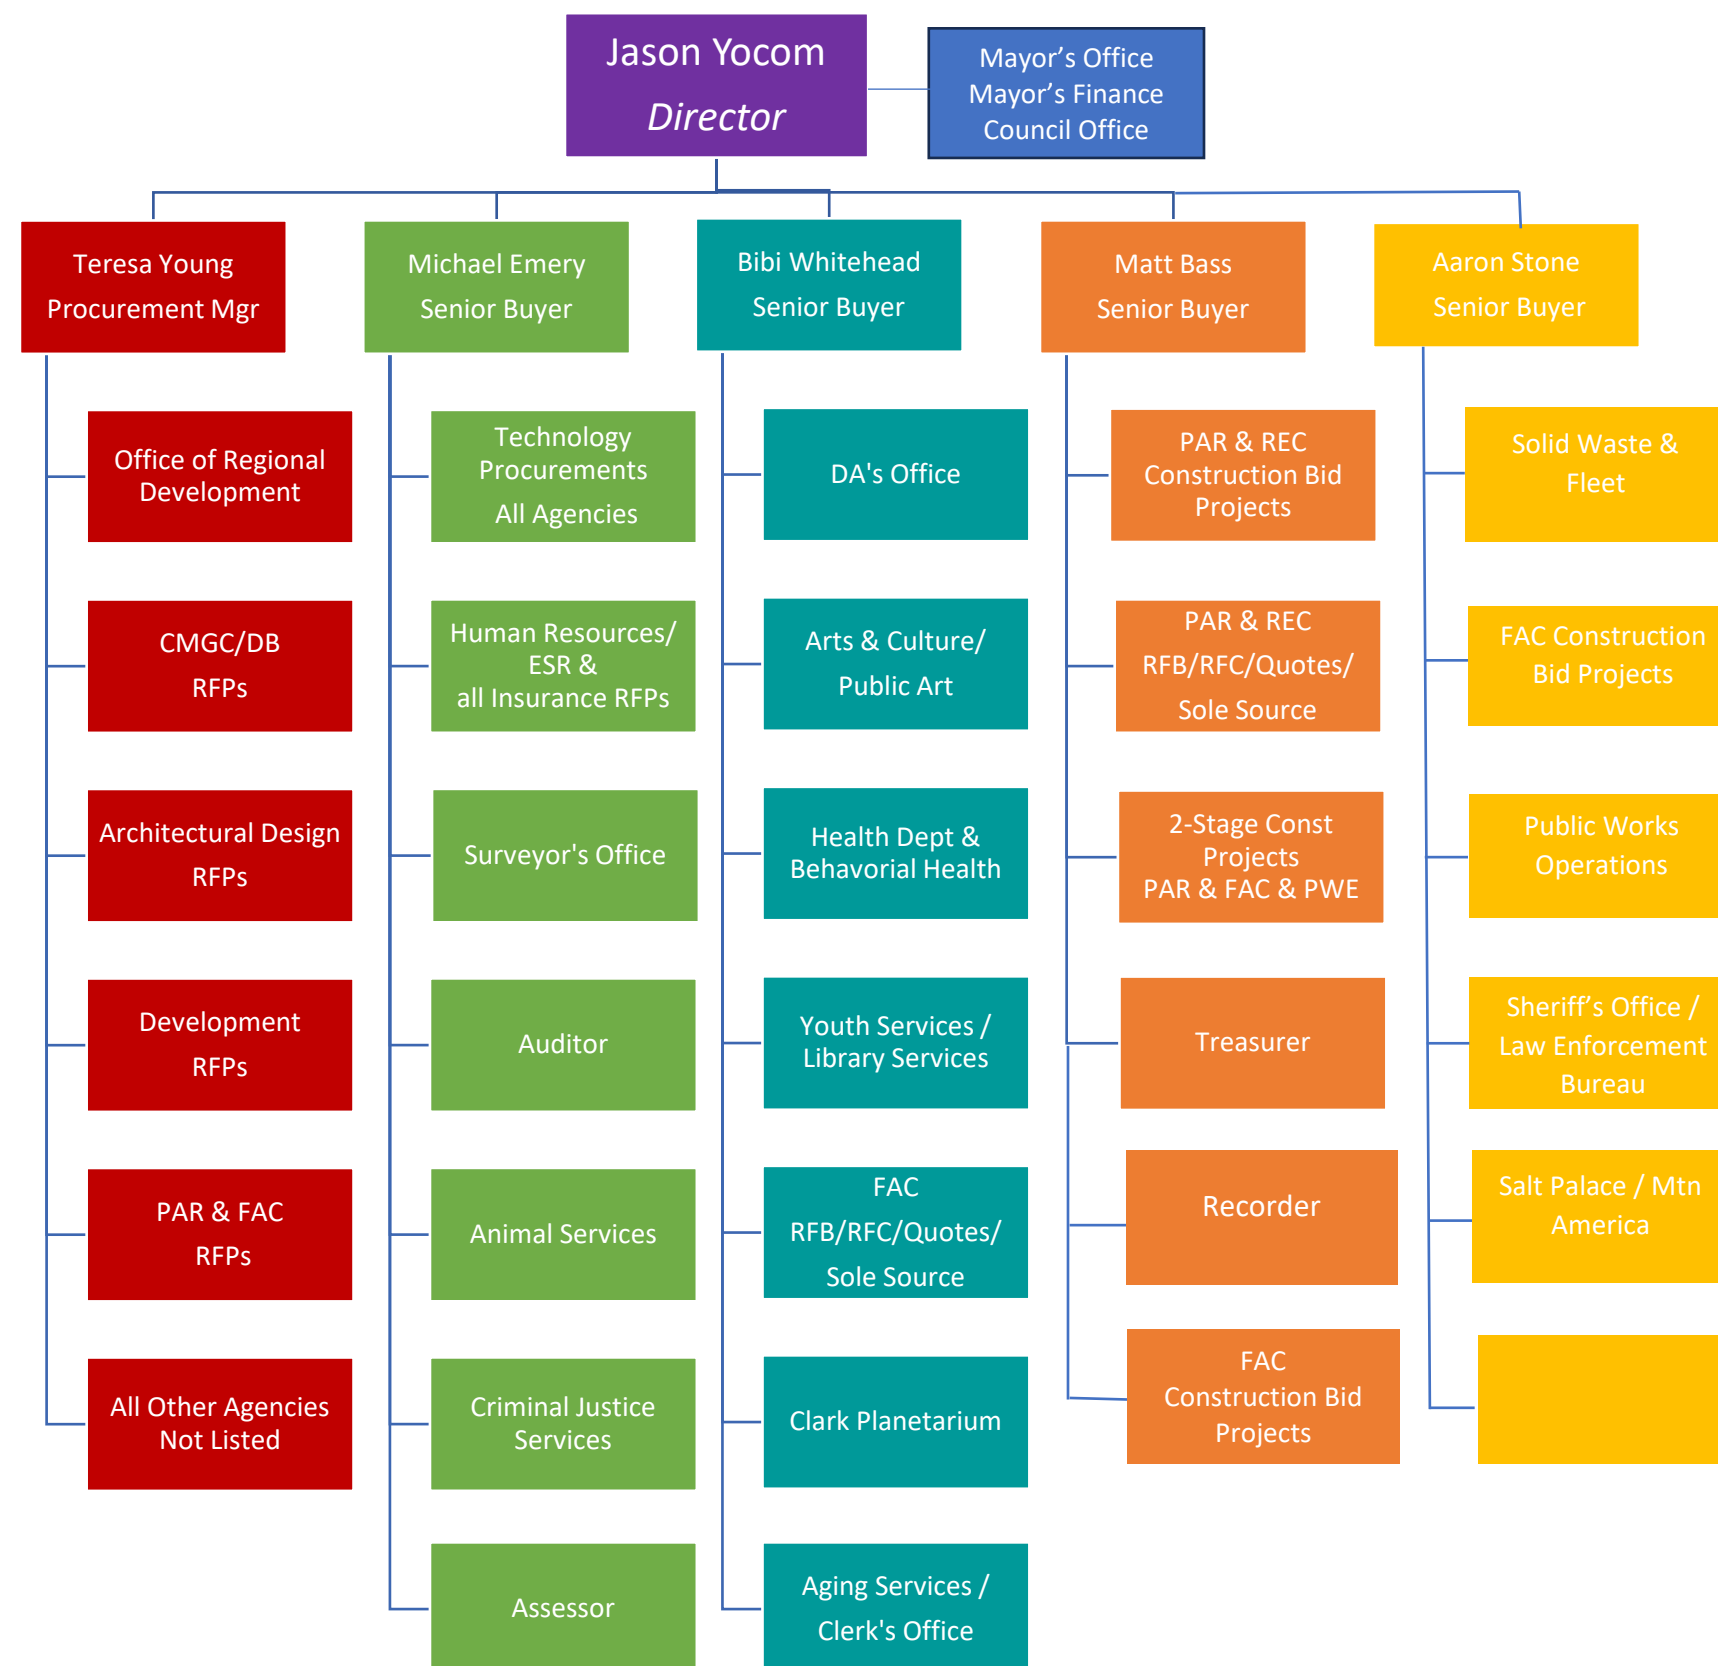 Jason Yocom
Director
Mayor’s Office
Mayor’s Finance
Council Office
Teresa Young
Procurement Mgr
Office of Regional
Development
CMGC/DB
RFPs
Architectural Design
RFPs
Development
RFPs
PAR & FAC
RFPs
All Other Agencies
Not Listed
Michael Emery
Senior Buyer
Technology
Procurements
All Agencies
Human Resources/
ESR &
all Insurance RFPs
Surveyor's Office
Auditor
Animal Services
Criminal Justice
Services
Assessor
Bibi Whitehead
Senior Buyer
DA's Office
Arts & Culture/
Public Art
Health Dept &
Behavorial Health
Youth Services /
Library Services
FAC
RFB/RFC/Quotes/
Sole Source
Clark Planetarium
Aging Services /
Clerk's Office
Matt Bass
Senior Buyer
PAR & REC
Construction Bid
Projects
PAR & REC
RFB/RFC/Quotes/
Sole Source
2-Stage Const
Projects
PAR & FAC & PWE
Treasurer
Recorder
FAC
Construction Bid
Projects
Aaron Stone
Senior Buyer
Solid Waste &
Fleet
FAC Construction
Bid Projects
Public Works
Operations
Sheriff’s Office /
Law Enforcement
Bureau
Salt Palace / Mtn
America